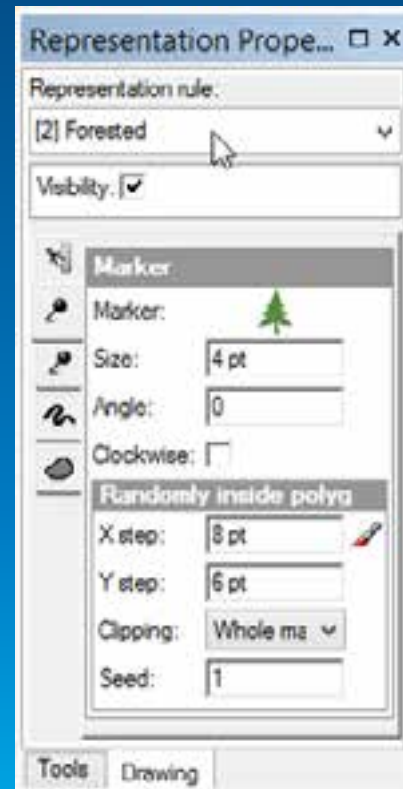 Representation Prope...
Representation rule:
[2] Forested
Visibility.
Marker
Marker:
Size: 4 pt
Angle: 0
Clockwise:
Randomly inside polyg
X step: 8 pt
Y step: 6 pt
Clipping: Whole ma
Seed: 1
Tools Drawing